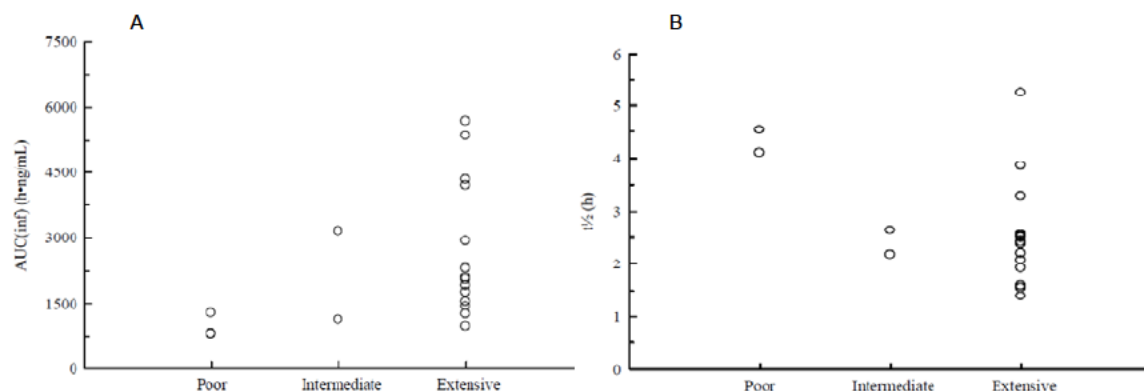 A
B
7500
6000
4500
3000
1500
0
AUC(inf) (h•ng/mL)
Poor
Intermediate
Extensive
6
5
4
3
2
1
0
t½ (h)
Poor
Intermediate
Extensive